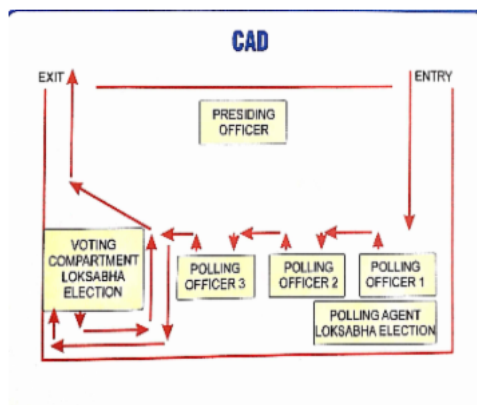 CAD
EXIT
ENTRY
PRESIDING
OFFICER
VOTING
COMPARTMENT
LOKSABHA
ELECTION
POLLING
OFFICER 3
POLLING
OFFICER 2
POLLING
OFFICER 1
POLLING AGENT
LOKSABHA ELECTION